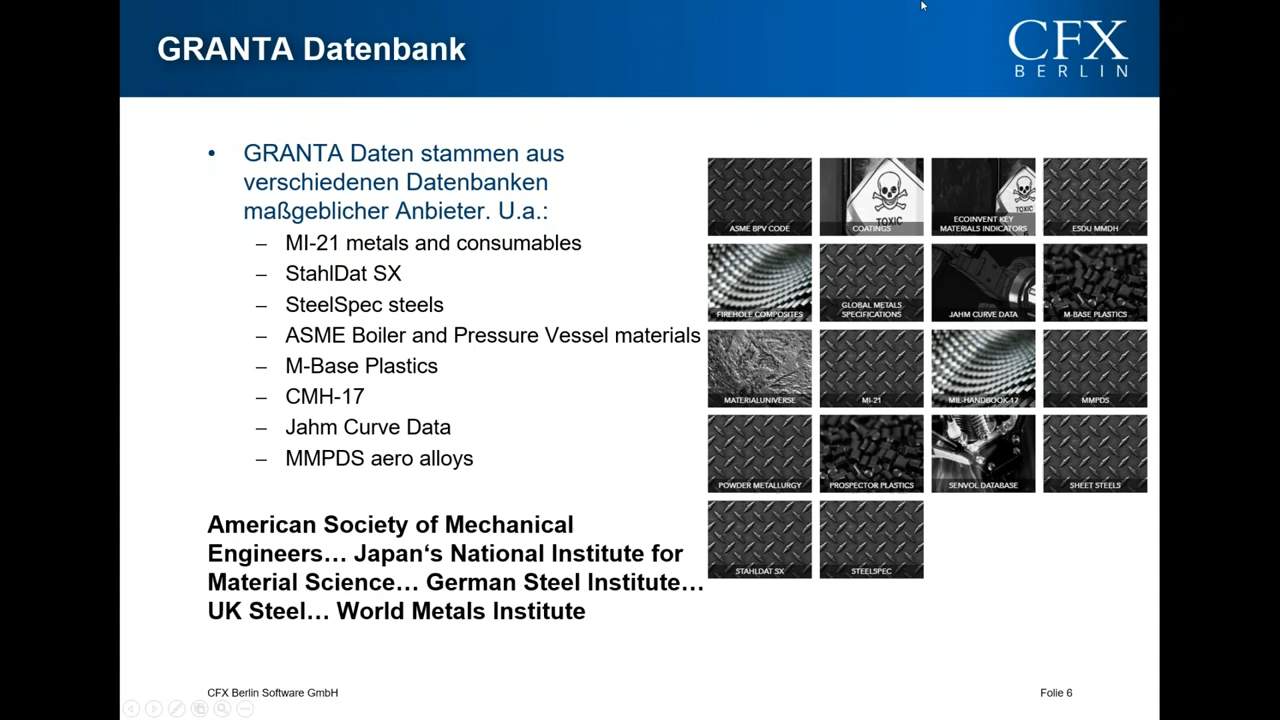 GRANTA Datenbank
CFX
BERLIN
• GRANTA Daten stammen aus
verschiedenen Datenbanken
maßgeblicher Anbieter. U.a.:
– MI-21 metals and consumables
– StahlDat SX
– SteelSpec steels
– ASME Boiler and Pressure Vessel materials
– M-Base Plastics
– CMH-17
– Jahm Curve Data
– MMPDS aero alloys
American Society of Mechanical
Engineers… Japan‘s National Institute for
Material Science… German Steel Institute…
UK Steel… World Metals Institute
ASME BPV CODE
TOXIC
COATINGS
TOXIC
ECOINVENT KEY
MATERIALS INDICATORS
ESDU MMDH
FIREHOLE COMPOSITES
GLOBAL METALS
SPECIFICATIONS
JAHM CURVE DATA
M-BASE PLASTICS
MATERIALUNIVERSE
MI-21
MIL-HANDBOOK 17
MMPDS
POWDER METALLURGY
PROSPECTOR PLASTICS
SENVOL DATABASE
SHEET STEELS
STAHLDAT SX
STEELSPEC
CFX Berlin Software GmbH
Folie 6